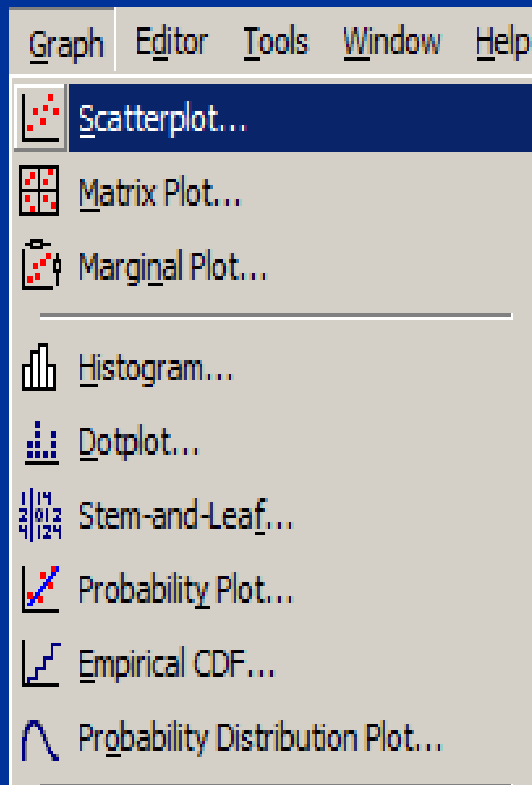 Graph Editor Tools Window Help
Scatterplot...
Matrix Plot...
Marginal Plot...
Histogram...
Dotplot...
Stem-and-Leaf...
Probability Plot...
Empirical CDF...
Probability Distribution Plot...